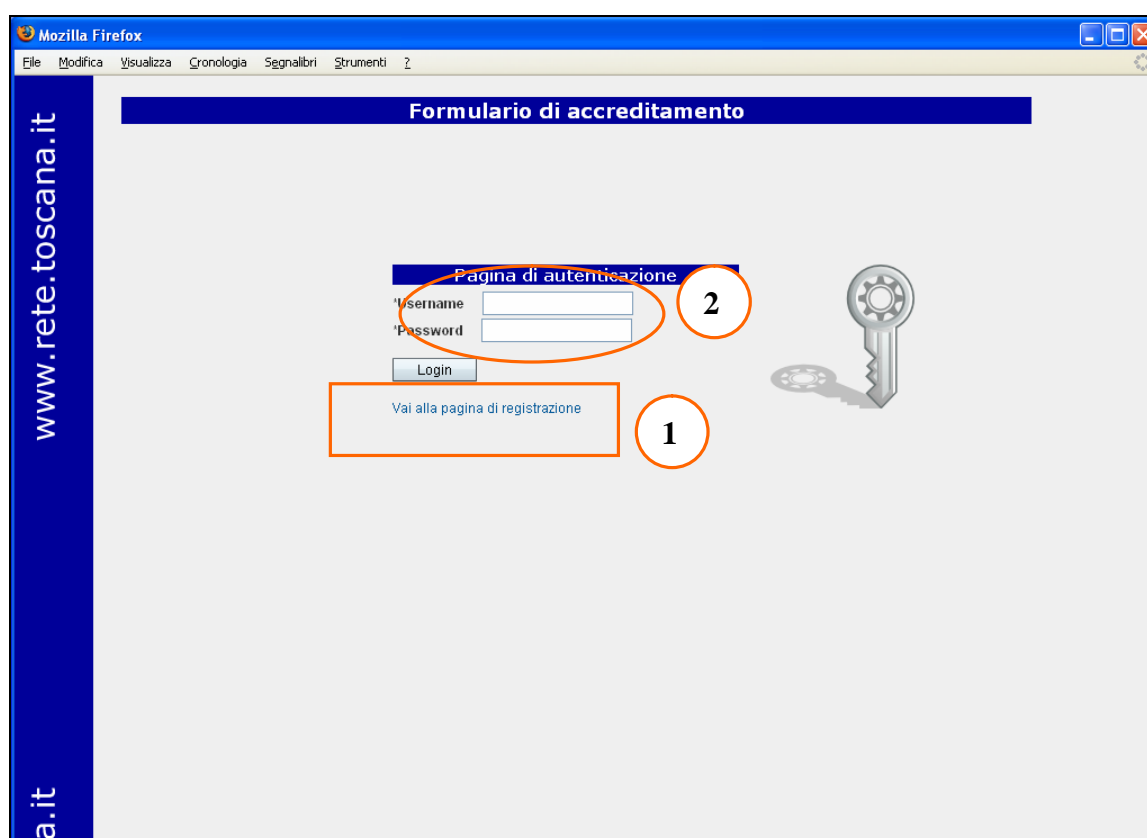 Mozilla Firefox
File Modifica Visualizza Cronologia Segnalibri Strumenti ?
www.rete.toscana.it
Formulario di accreditamento
Pagina di autenticazione
*Username
2
*Password
Login
Vai alla pagina di registrazione
1
a.it